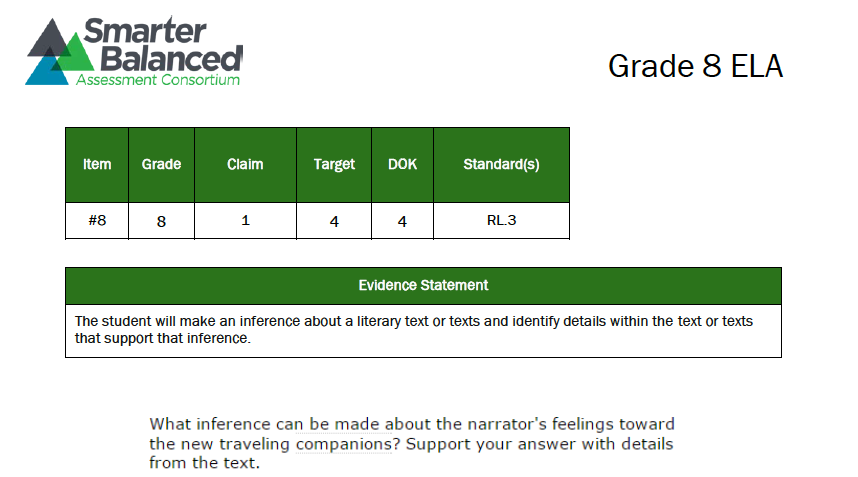 Smarter
Balanced
Assessment Consortium
Grade 8 ELA
Item Grade Claim Target DOK Standard(s)
#8 8 1 4 4 RL.3
Evidence Statement
The student will make an inference about a literary text or texts and identify details within the text or texts
that support that inference.
What inference can be made about the narrator's feelings toward
the new traveling companions? Support your answer with details
from the text.